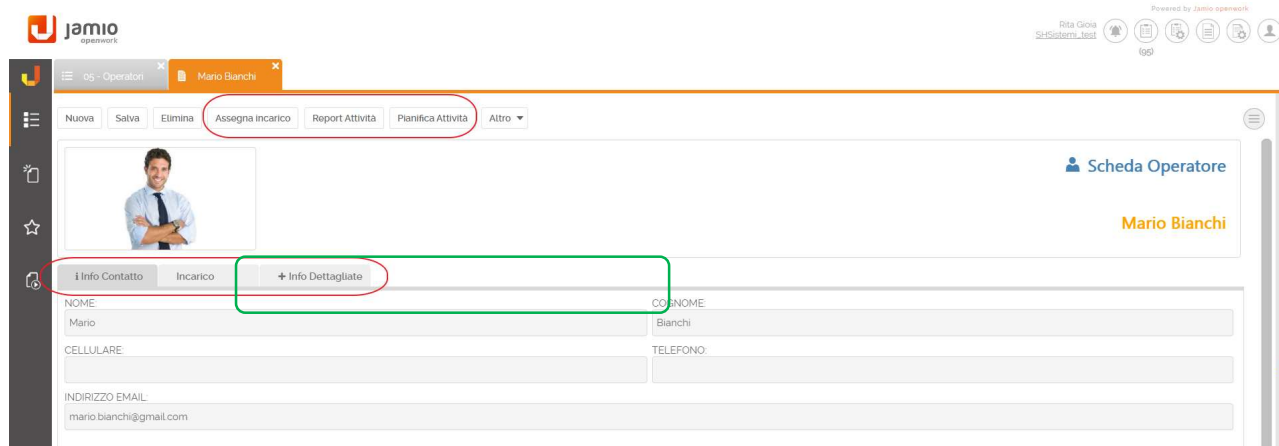 Powered by Jamio openwork
jamio
openwork
Rita Gioia
SHSistemi_test
(95)
05 - Operatori
Mario Bianchi
Nuova Salva Elimina Assegna incarico Report Attività Pianifica Attività Altro
Scheda Operatore
Mario Bianchi
i Info Contatto Incarico + Info Dettagliate
NOME: COGNOME:
Mario Bianchi
CELLULARE: TELEFONO:
INDIRIZZO EMAIL:
mario.bianchi@gmail.com